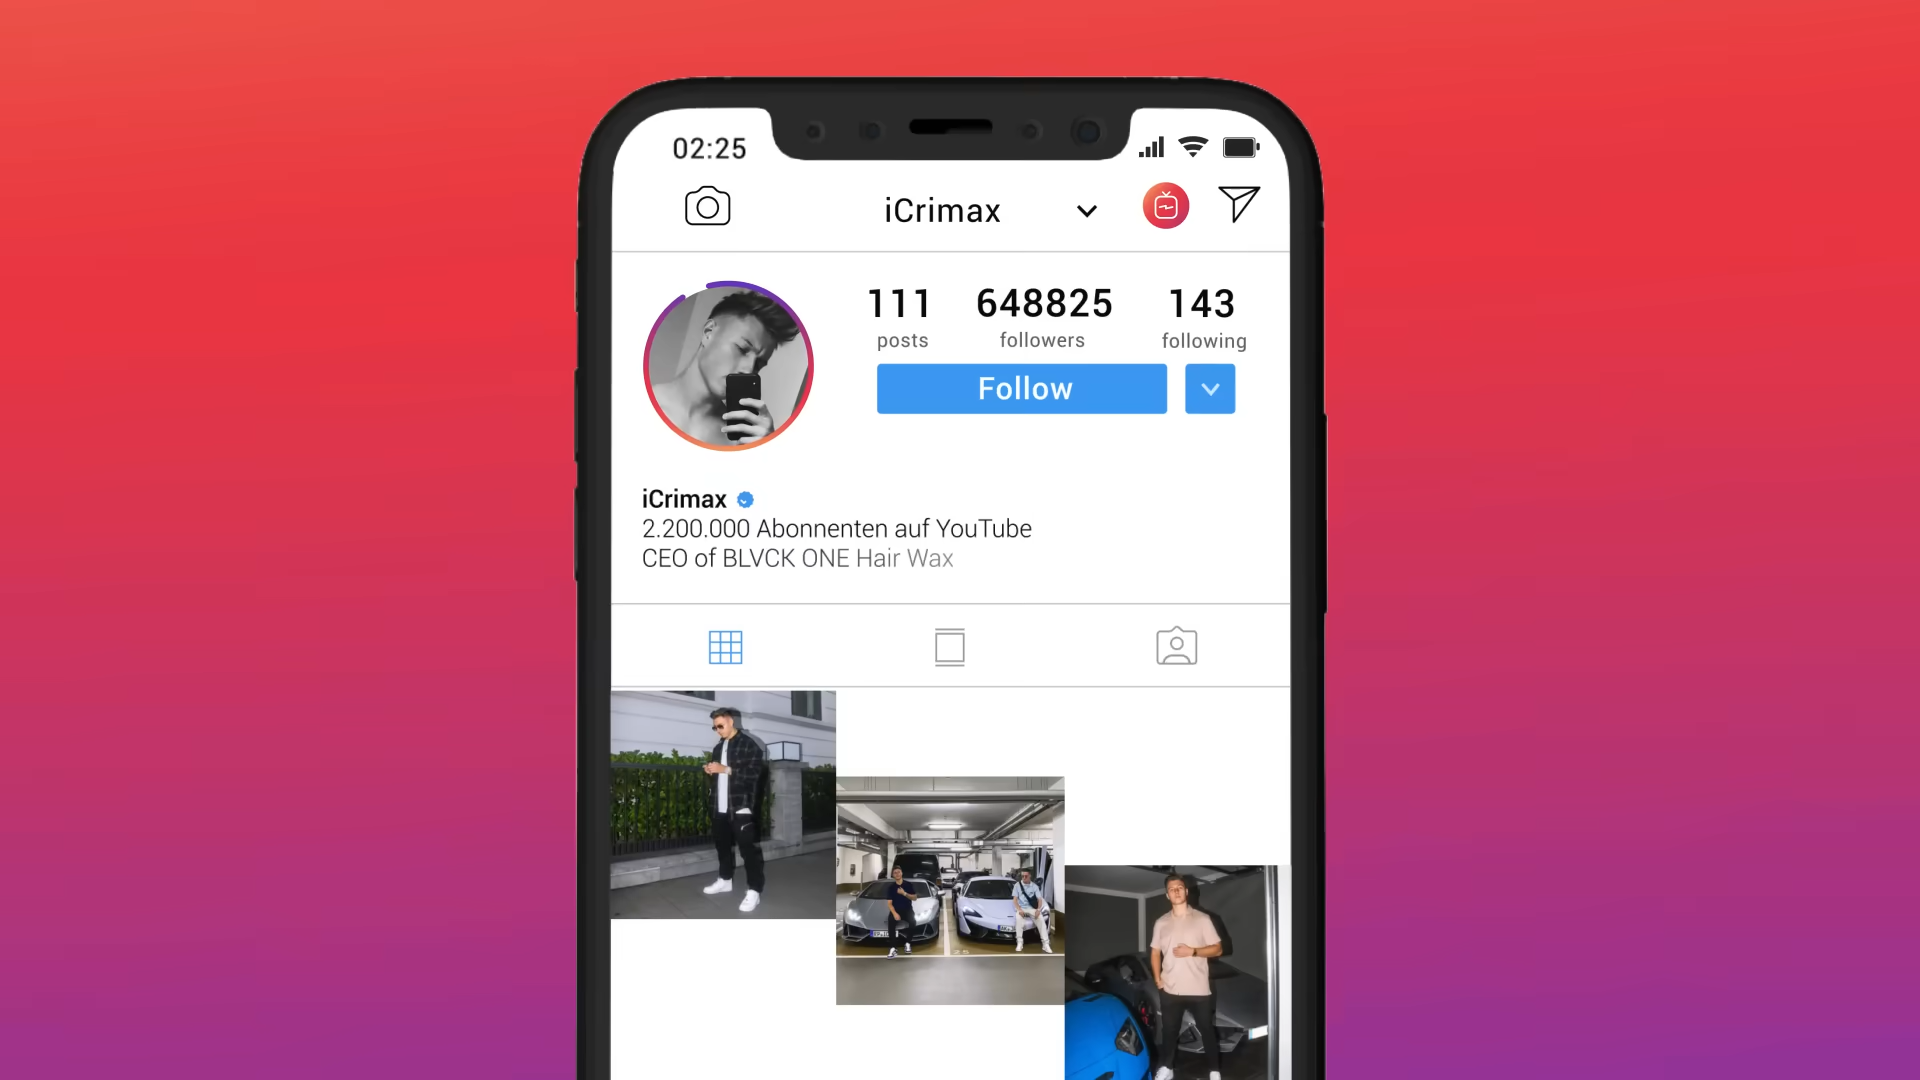 02:25
iCrimax
111 648825 143
posts followers following
Follow
iCrimax
2.200.000 Abonnenten auf YouTube
CEO of BLVCK ONE Hair Wax